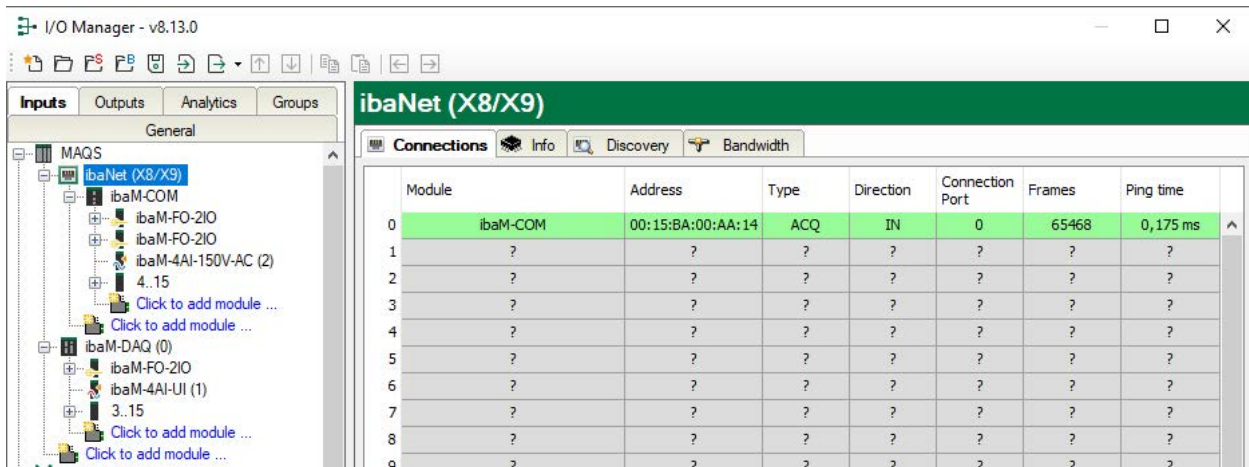 I/O Manager - v8.13.0
Inputs Outputs Analytics Groups
General
MAQS
ibaNet (X8/X9)
ibaM-COM
ibaM-FO-2IO
ibaM-FO-2IO
ibaM-4AI-150V-AC (2)
4..15
Click to add module ...
Click to add module ...
ibaM-DAQ (0)
ibaM-FO-2IO
ibaM-4AI-UI (1)
3..15
Click to add module ...
Click to add module ...
ibaNet (X8/X9)
Connections Info Discovery Bandwidth
Module Address Type Direction Connection Port Frames Ping time
0 ibaM-COM 00:15:BA:00:AA:14 ACQ IN 0 65468 0,175 ms
1 ? ? ? ? ? ? ?
2 ? ? ? ? ? ? ?
3 ? ? ? ? ? ? ?
4 ? ? ? ? ? ? ?
5 ? ? ? ? ? ? ?
6 ? ? ? ? ? ? ?
7 ? ? ? ? ? ? ?
8 ? ? ? ? ? ? ?
9 ? ? ? ? ? ? ?